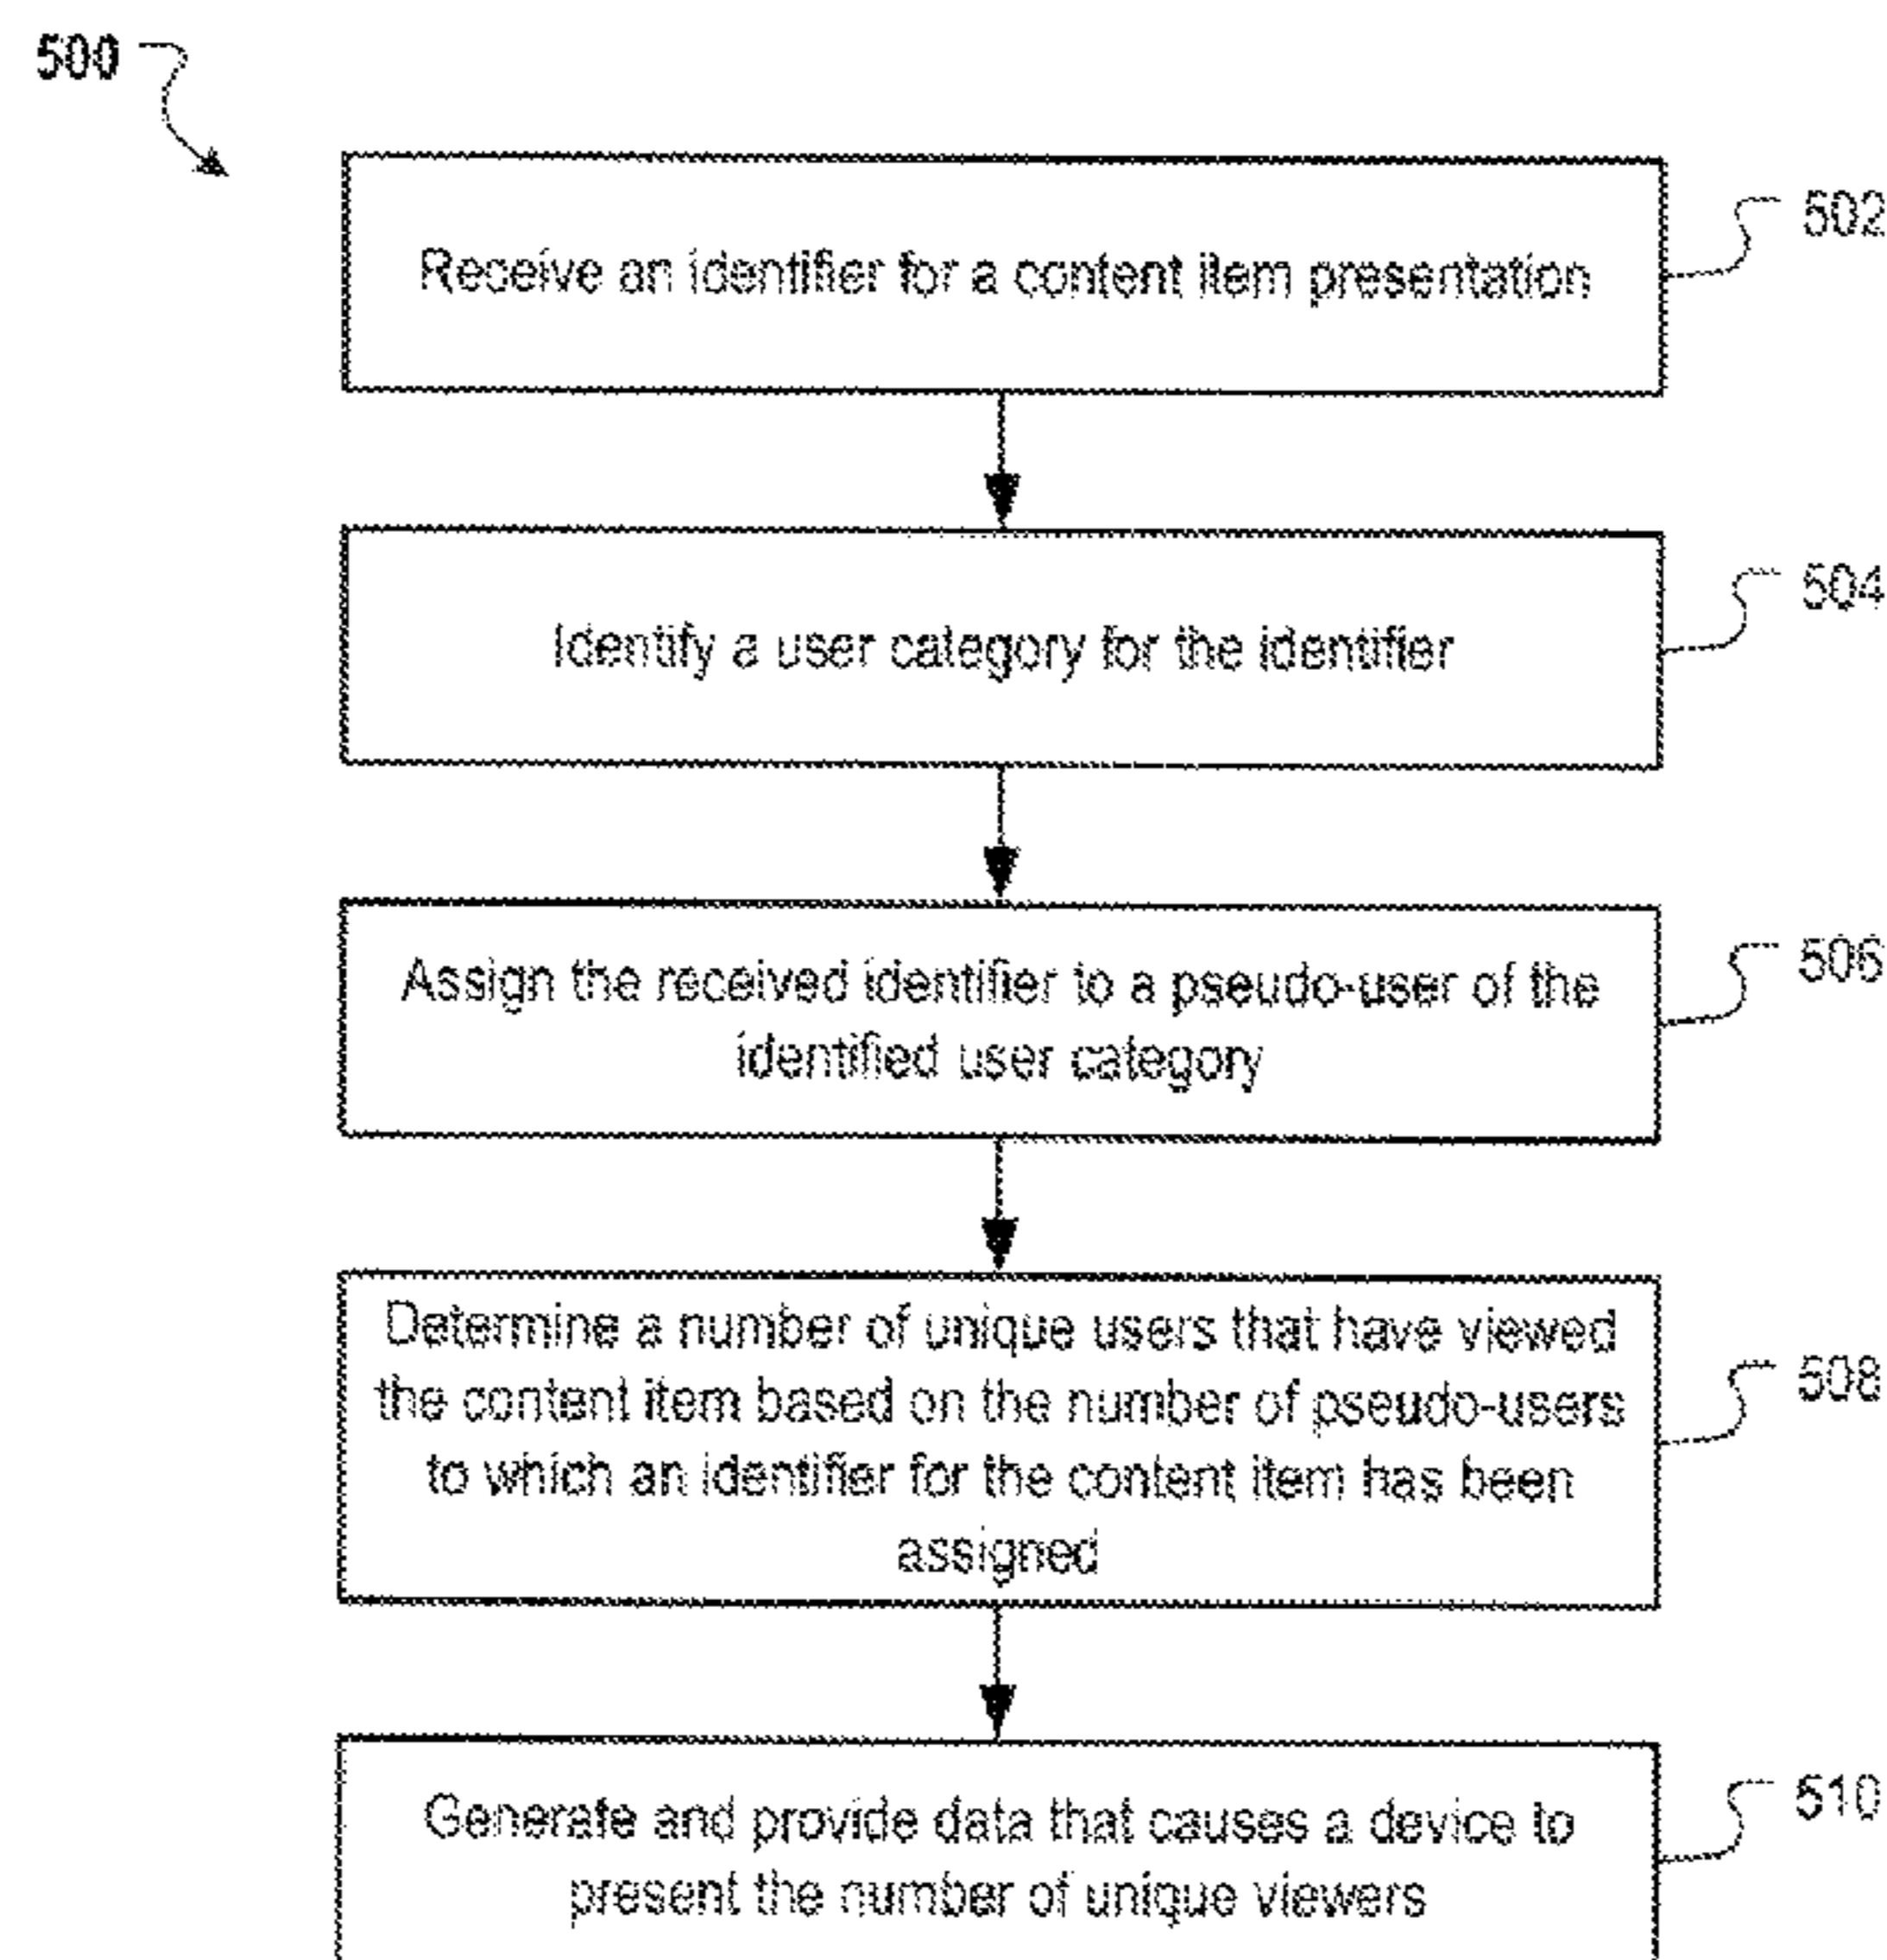 500
Receive an identifier for a content item presentation
502
Identify a user category for the identifier
504
Assign the received identifier to a pseudo-user of the
identified user category
506
Determine a number of unique users that have viewed
the content item based on the number of pseudo-users
to which an identifier for the content item has been
assigned
508
Generate and provide data that causes a device to
present the number of unique viewers
510